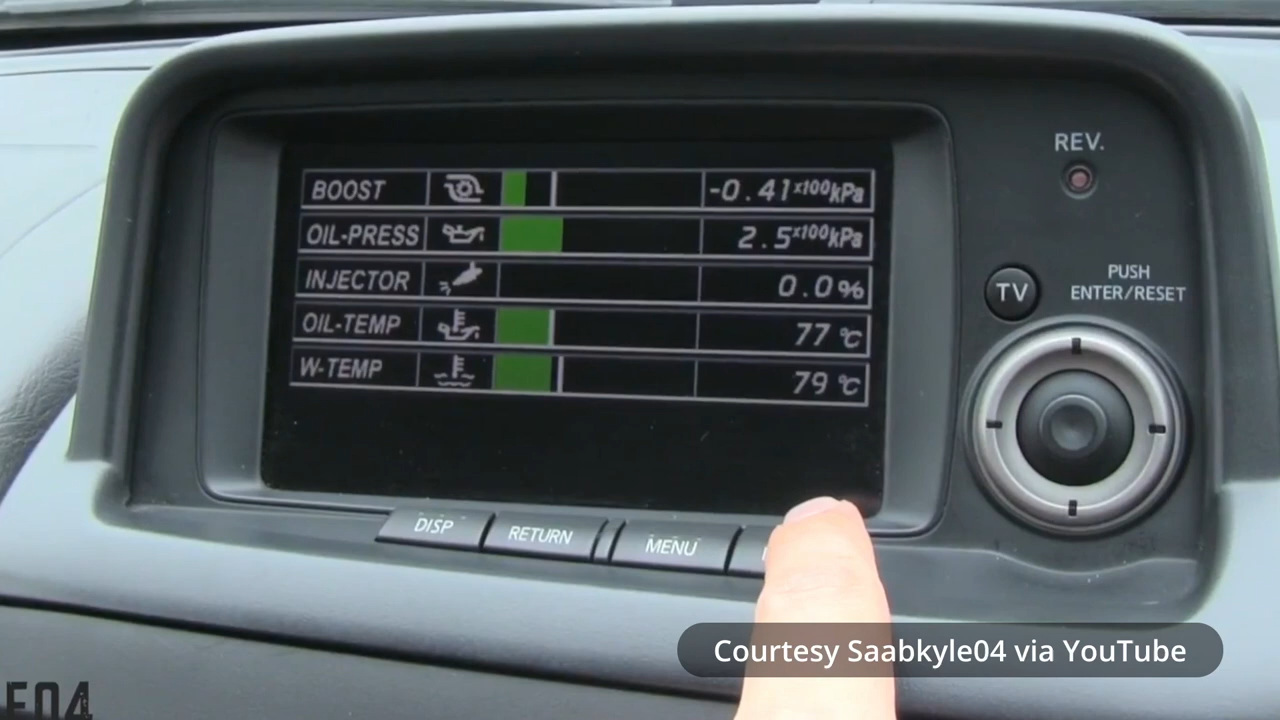 BOOST -0.41x100kPa
OIL-PRESS 2.5x100kPa
INJECTOR 0.0%
OIL-TEMP 77 ℃
W-TEMP 79 ℃
REV.
TV
PUSH
ENTER/RESET
DISP RETURN MENU
Courtesy Saabkyle04 via YouTube
E04